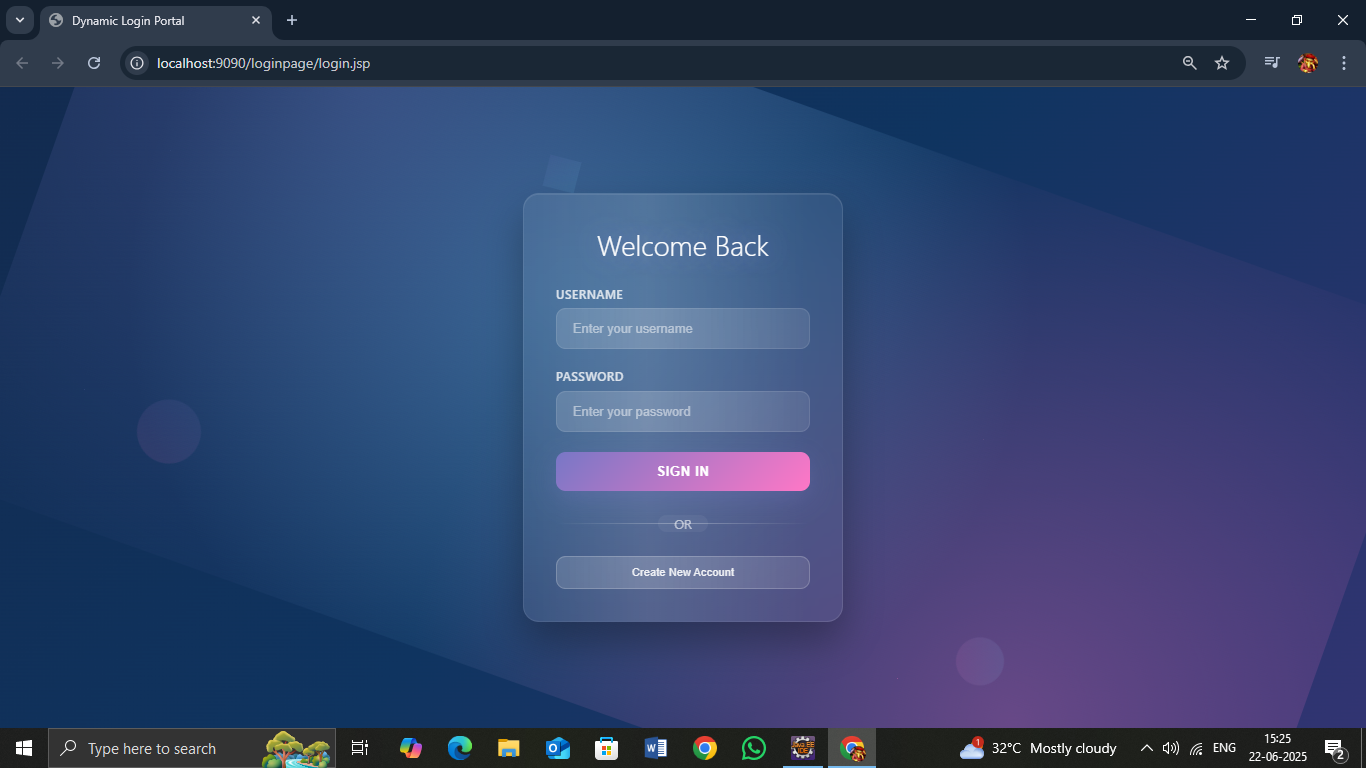 Dynamic Login Portal
localhost:9090/loginpage/login.jsp
Welcome Back
USERNAME
Enter your username
PASSWORD
Enter your password
SIGN IN
OR
Create New Account
Type here to search
1
32°C Mostly cloudy
ENG
15:25
22-06-2025
2